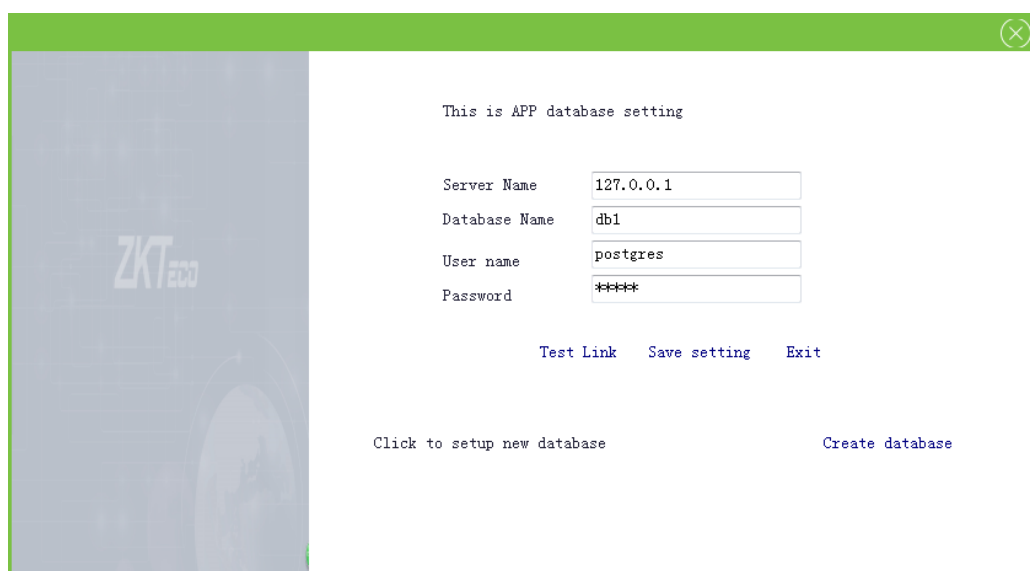 This is APP database setting
Server Name 127.0.0.1
Database Name db1
User name postgres
Password *****
ZKTECO
Test Link Save setting Exit
Click to setup new database Create database